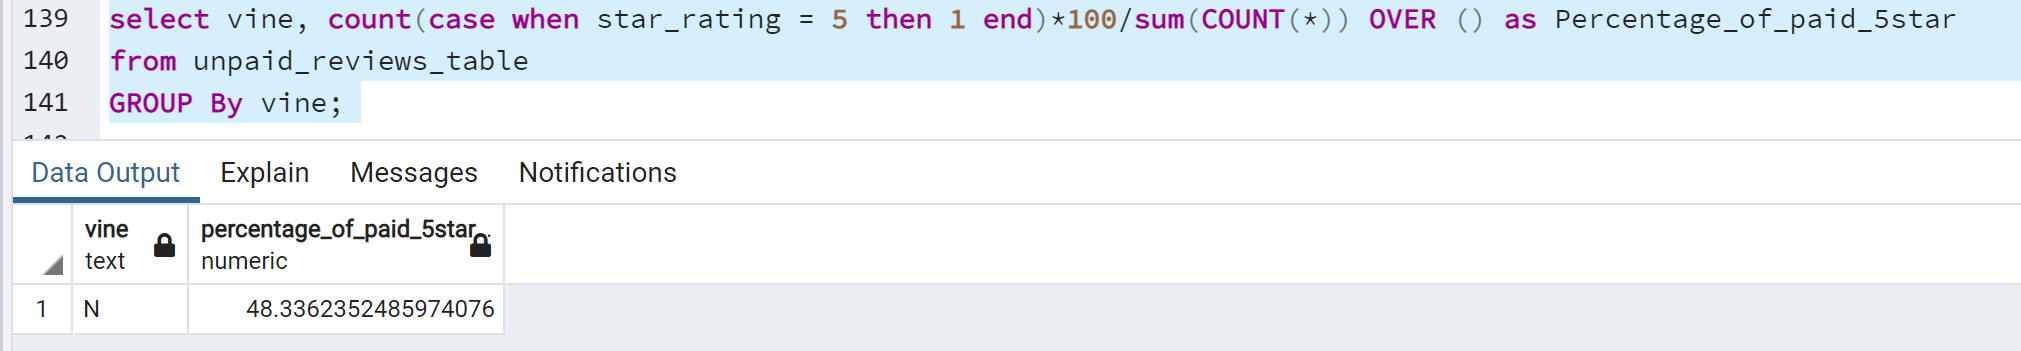 139 select vine, count(case when star_rating = 5 then 1 end)*100/sum(COUNT(*)) OVER () as Percentage_of_paid_5star
140 from unpaid_reviews_table
141 GROUP By vine;
Data Output Explain Messages Notifications
vine percentage_of_paid_5star
text numeric
1 N 48.3362352485974076